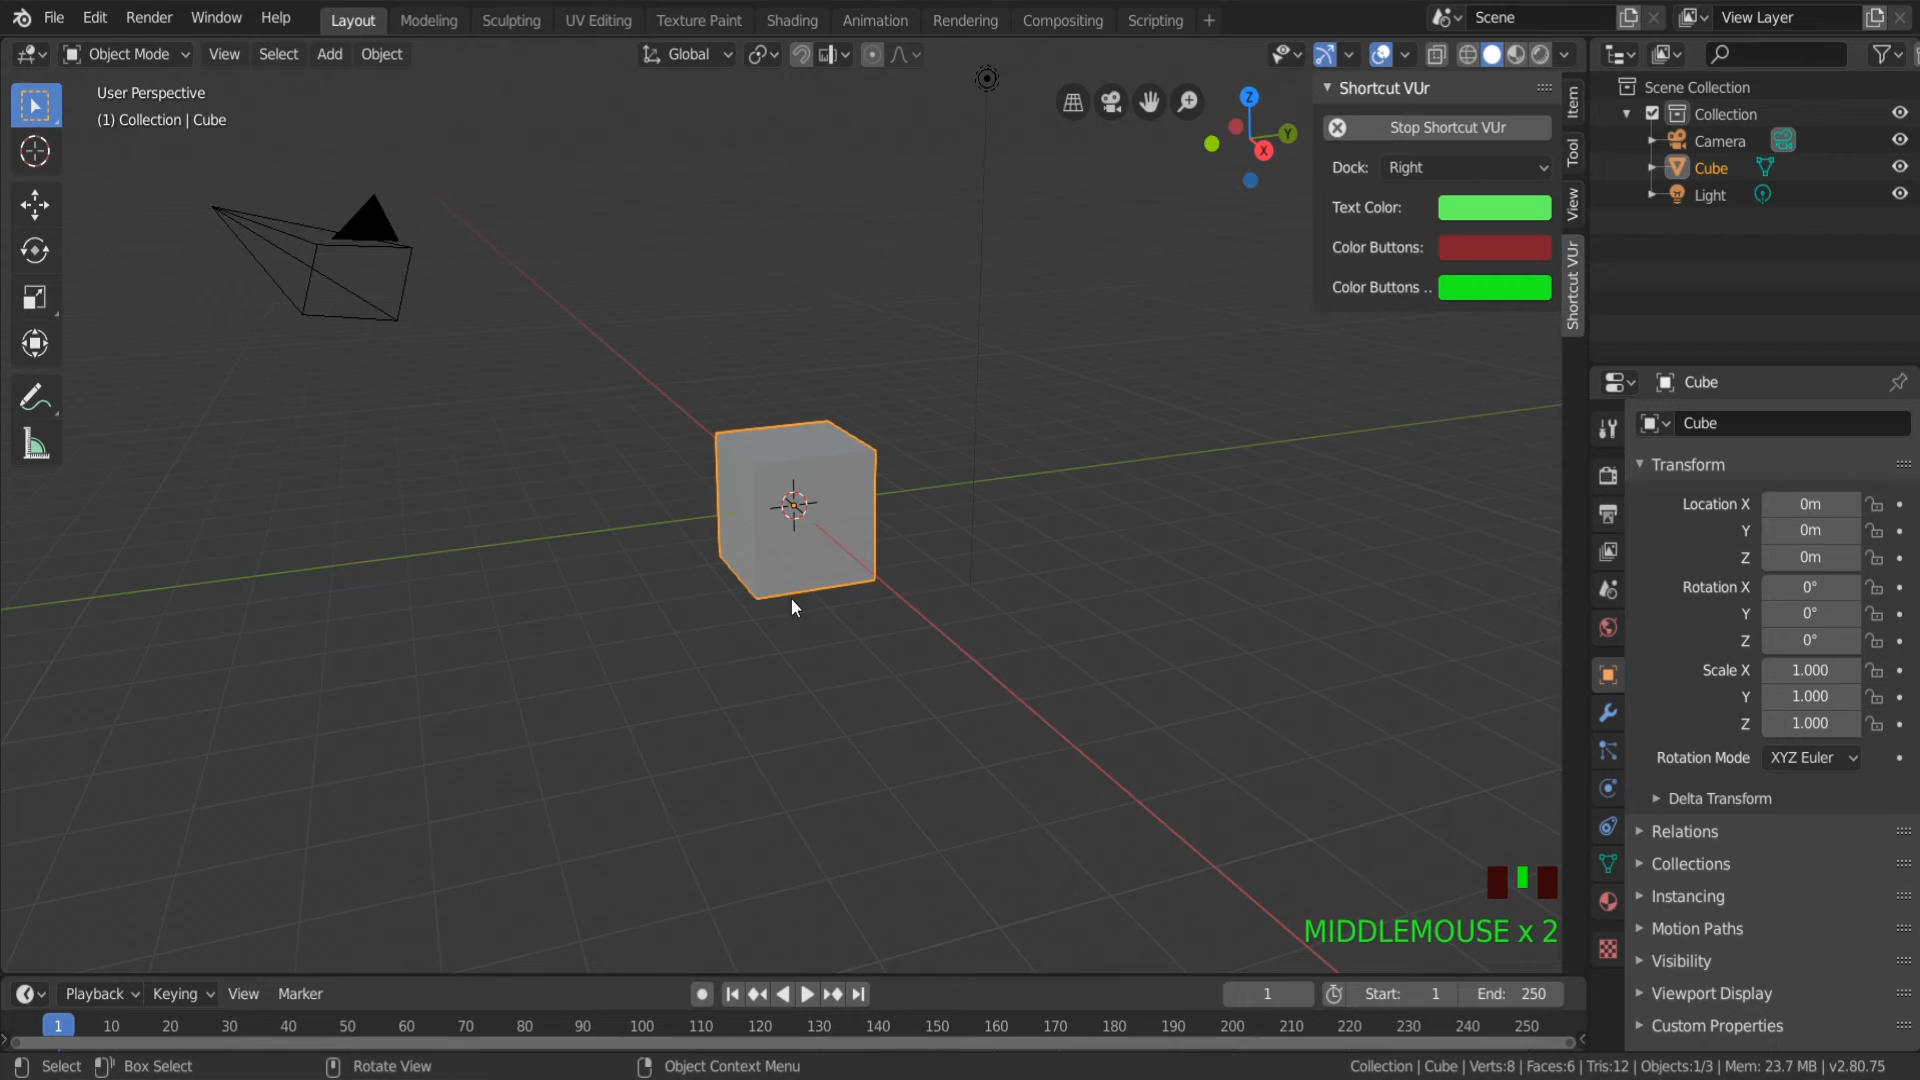 File Edit Render Window Help Layout Modeling Sculpting UV Editing Texture Paint Shading Animation Rendering Compositing Scripting + Scene View Layer
Object Mode View Select Add Object Global
User Perspective
(1) Collection | Cube
Z
Y
X
Shortcut VUr
Stop Shortcut VUr
Dock: Right
Text Color:
Color Buttons:
Color Buttons ..
Item
Tool
View
Shortcut VUr
Scene Collection
Collection
Camera
Cube
Light
Cube
Cube
Transform
Location X 0m
Y 0m
Z 0m
Rotation X 0°
Y 0°
Z 0°
Scale X 1.000
Y 1.000
Z 1.000
Rotation Mode XYZ Euler
Delta Transform
Relations
Collections
Instancing
Motion Paths
Visibility
Viewport Display
Custom Properties
MIDDLEMOUSE x 2
Playback Keying View Marker 1 Start: 1 End: 250
1 10 20 30 40 50 60 70 80 90 100 110 120 130 140 150 160 170 180 190 200 210 220 230 240 250
Select Box Select Rotate View Object Context Menu Collection | Cube | Verts:8 | Faces:6 | Tris:12 | Objects:1/3 | Mem: 23.7 MB | v2.80.75